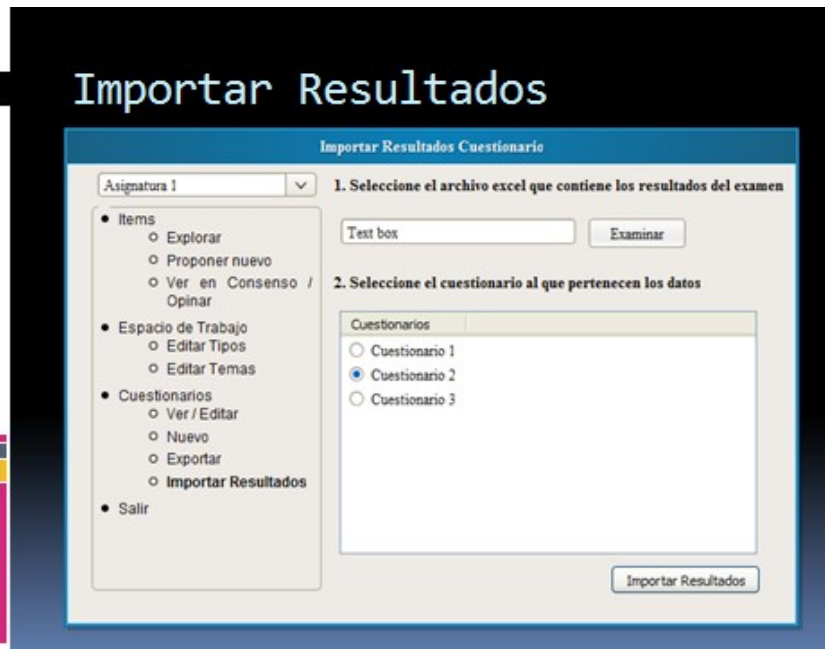 Importar Resultados
Importar Resultados Cuestionario
Asignatura 1
Items
Explorar
Proponer nuevo
Ver en Consenso /
Opinar
Espacio de Trabajo
Editar Tipos
Editar Temas
Cuestionarios
Ver / Editar
Nuevo
Exportar
Importar Resultados
Salir
1. Seleccione el archivo excel que contiene los resultados del examen
Text box
Examinar
2. Seleccione el cuestionario al que pertenecen los datos
Cuestionarios
Cuestionario 1
Cuestionario 2
Cuestionario 3
Importar Resultados